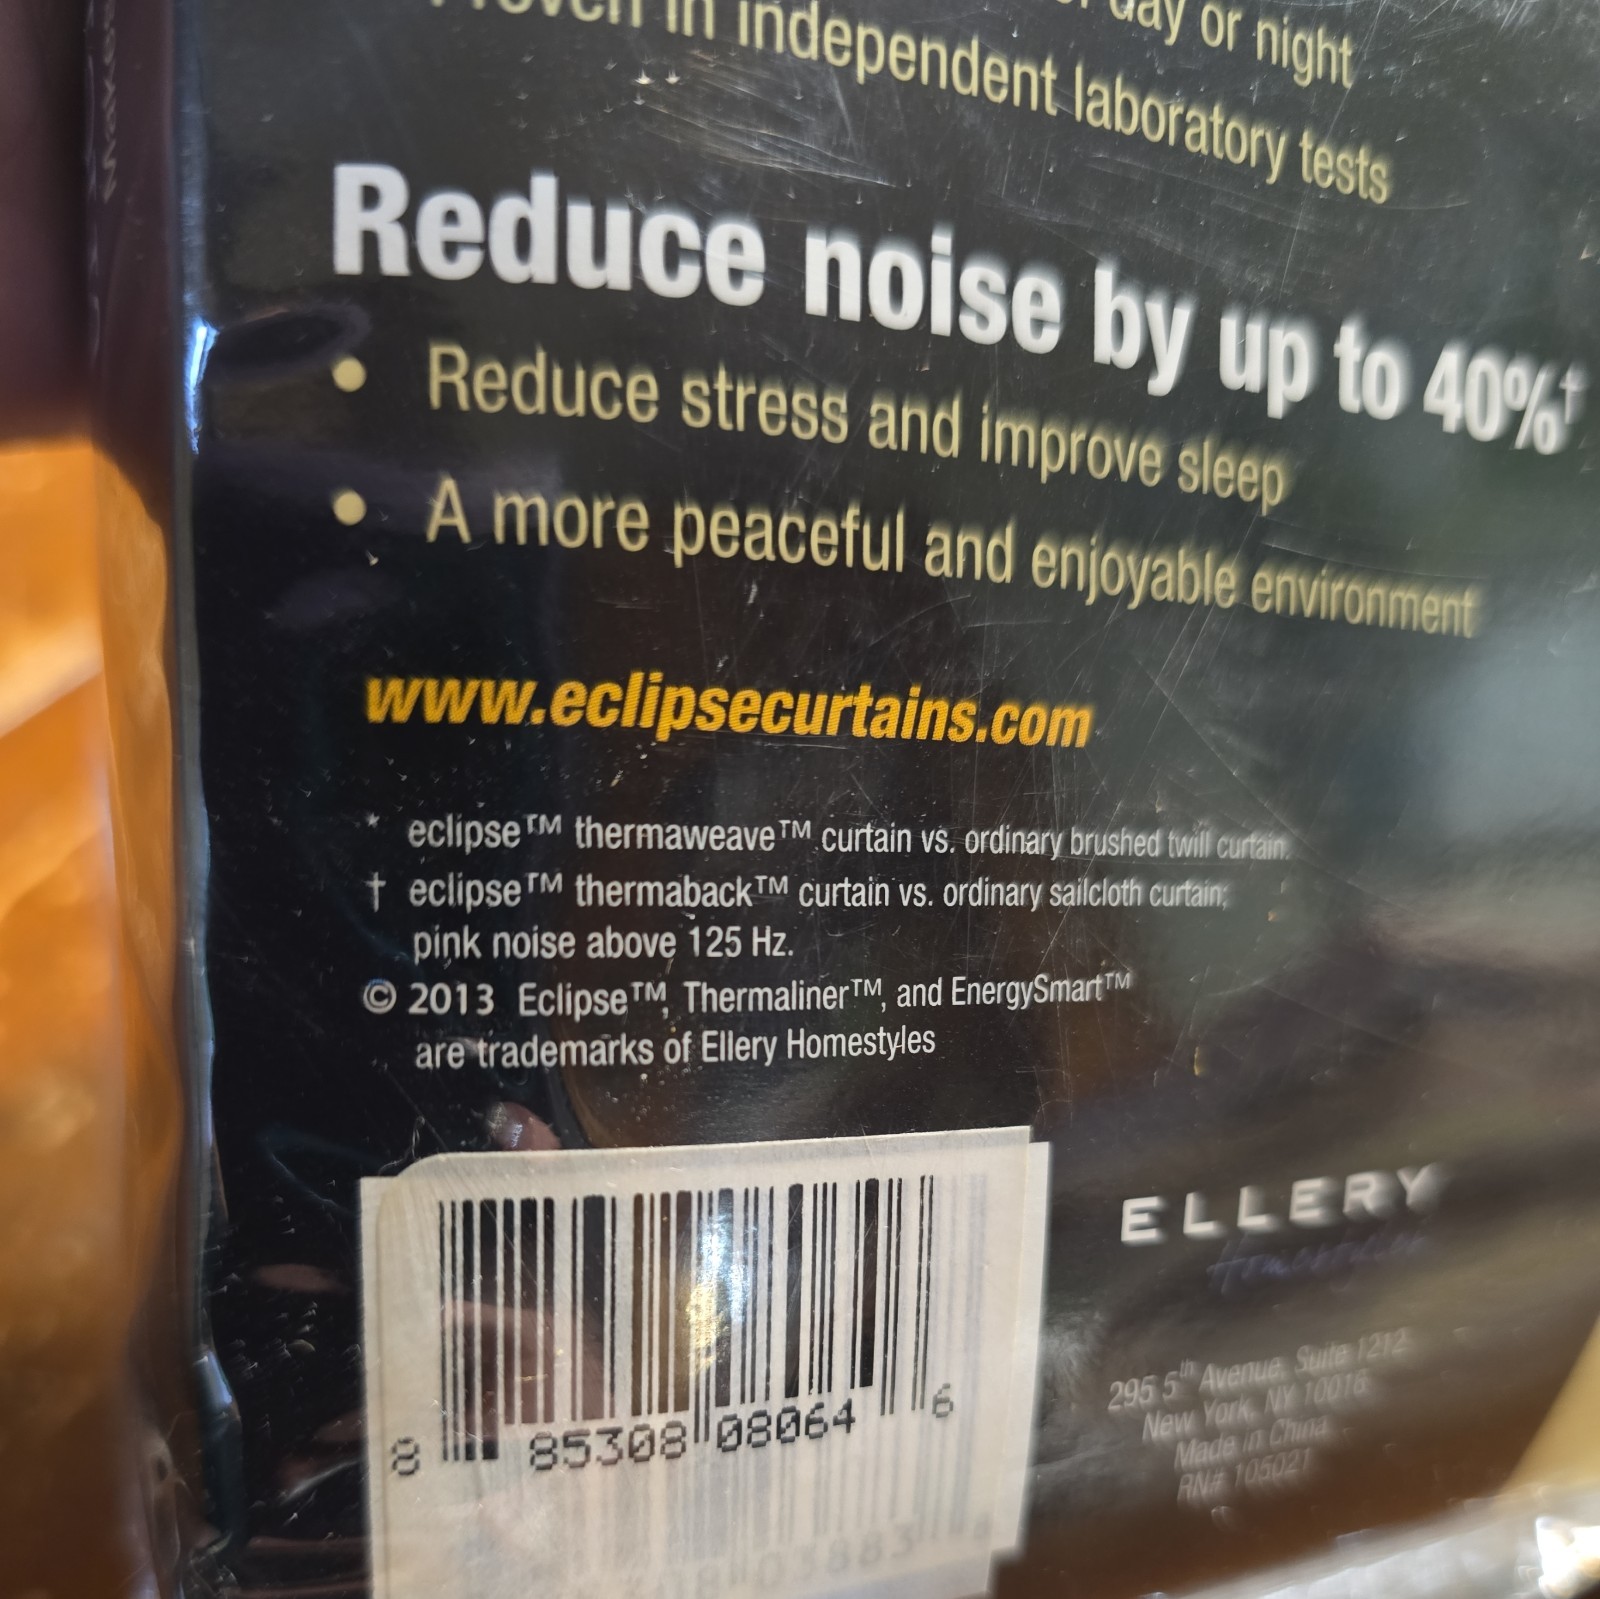 day or night
Proven in independent laboratory tests
Reduce noise by up to 40%†
• Reduce stress and improve sleep
• A more peaceful and enjoyable environment
www.eclipsecurtains.com
* eclipse™ thermaweave™ curtain vs. ordinary brushed twill curtain.
† eclipse™ thermaback™ curtain vs. ordinary sailcloth curtain;
pink noise above 125 Hz.
© 2013 Eclipse™, Thermaliner™, and EnergySmart™
are trademarks of Ellery Homestyles
8 85308 08064 6
ELLERY
Homestyles
295 5th Avenue, Suite 1212
New York, NY 10016
Made in China
RN# 105021
Makes